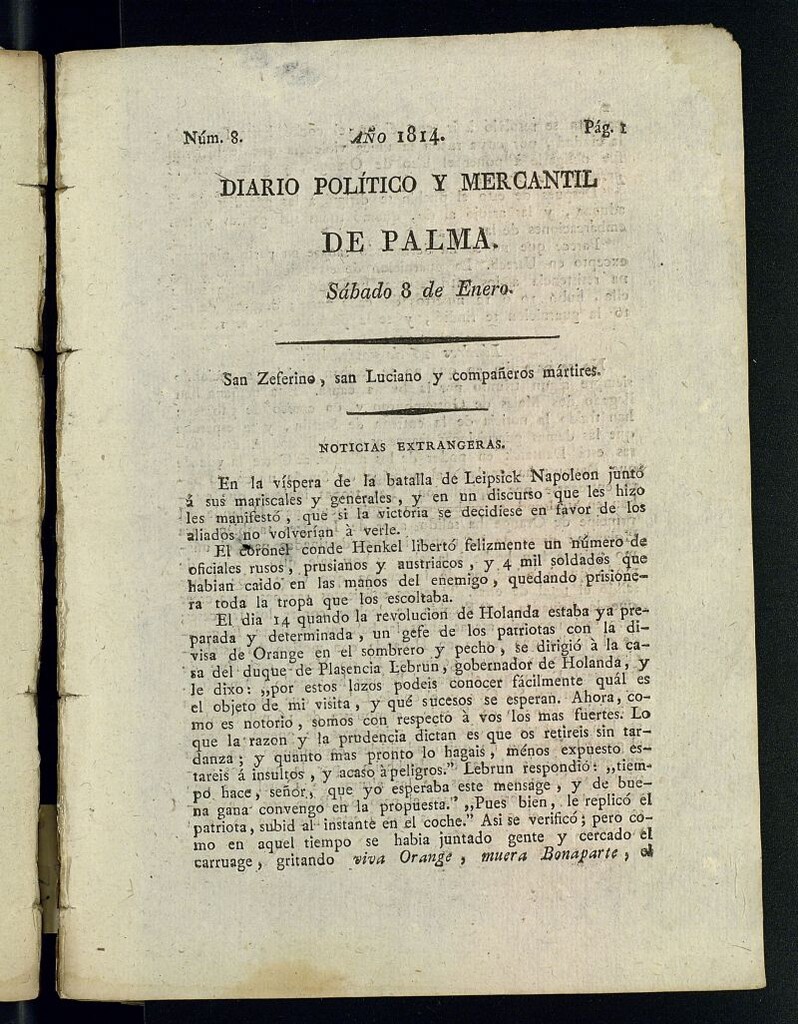 Núm. 8. AÑO 1814. Pág. 1
DIARIO POLÍTICO Y MERCANTIL
DE PALMA.
Sábado 8 de Enero.
San Zeferino, san Luciano y compañeros mártires.
NOTICIAS EXTRANGERAS.
En la víspera de la batalla de Leipsick Napoleon juntó
á sus mariscales y generales, y en un discurso que les hizo
les manifestó, que si la victoria se decidiese en favor de los
aliados no volverian à verle.
El coronel conde Henkel libertó felizmente un número de
oficiales rusos, prusianos y austriacos, y 4 mil soldados que
habian caido en las manos del enemigo, quedando prisione-
ra toda la tropa que los escoltaba.
El dia 14 quando la revolucion de Holanda estaba ya pre-
parada y determinada, un gefe de los patriotas con la di-
visa de Orange en el sombrero y pecho, se dirigió à la ca-
sa del duque de Plasencia Lebrun, gobernador de Holanda, y
le dixo: „por estos lazos podeis conocer fácilmente quál es
el objeto de mi visita, y qué sucesos se esperan. Ahora, co-
mo es notorio, somos con respecto à vos los mas fuertes. Lo
que la razon y la prudencia dictan es que os retireis sin tar-
danza; y quanto mas pronto lo hagais, ménos expuesto es-
tareis á insultos, y acaso à peligros.” Lebrun respondió: „tiem-
po hace, señor, que yo esperaba este mensage, y de bue-
na gana convengo en la propuesta.” „Pues bien, le replicó el
patriota, subid al instante en el coche.” Asi se verificó; pero co-
mo en aquel tiempo se habia juntado gente y cercado el
carruage, gritando viva Orange, muera Bonaparte, el